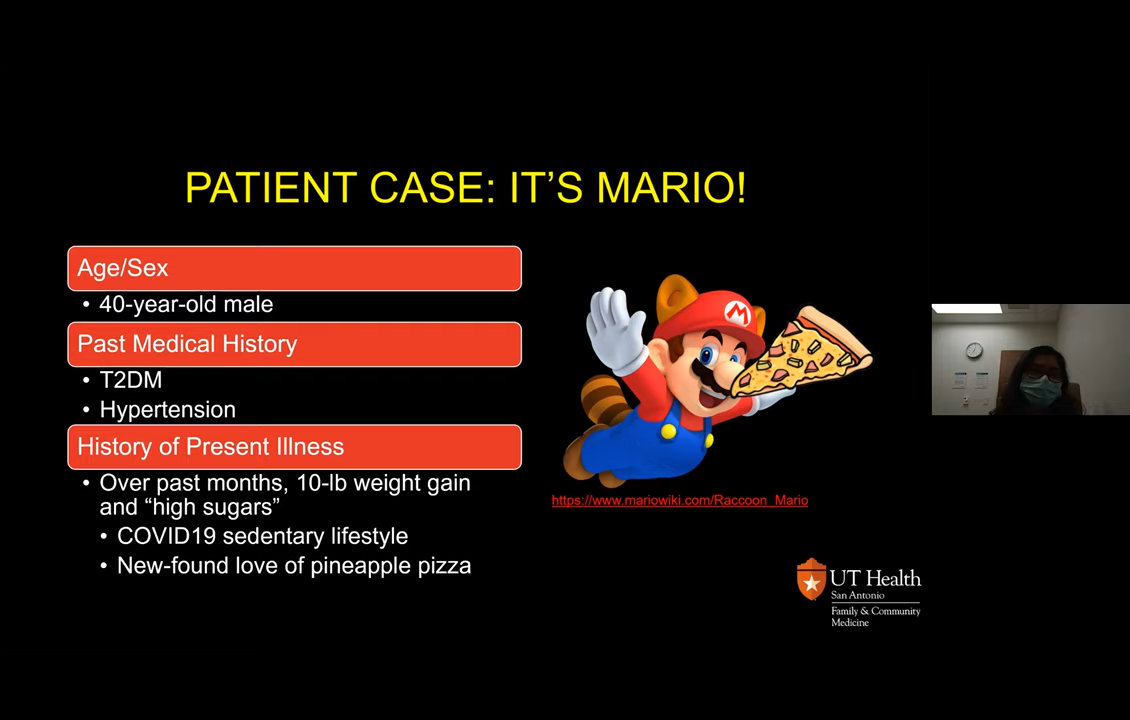 PATIENT CASE: IT’S MARIO!
Age/Sex
• 40-year-old male
Past Medical History
• T2DM
• Hypertension
History of Present Illness
• Over past months, 10-lb weight gain
and “high sugars”
• COVID19 sedentary lifestyle
• New-found love of pineapple pizza
M
https://www.mariowiki.com/Raccoon_Mario
UT Health
San Antonio
Family & Community
Medicine